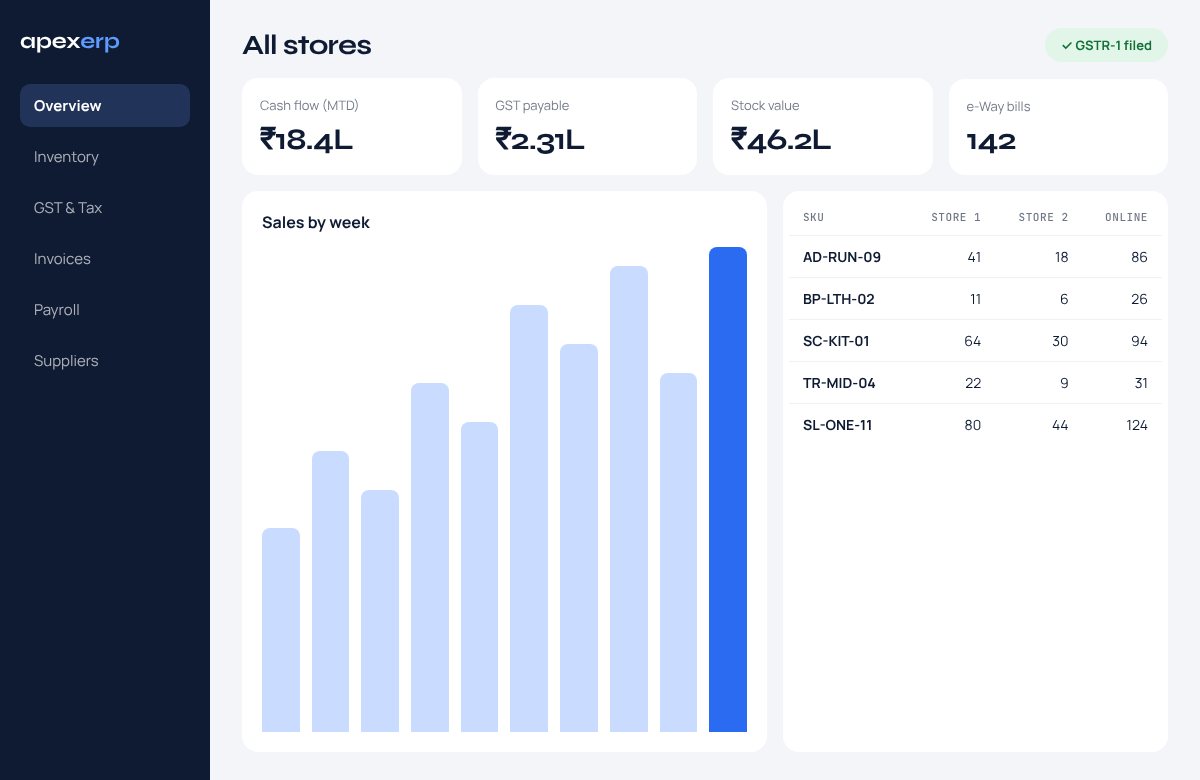 apexerp
Overview
Inventory
GST & Tax
Invoices
Payroll
Suppliers
All stores
✓ GSTR-1 filed
Cash flow (MTD)
₹18.4L
GST payable
₹2.31L
Stock value
₹46.2L
e-Way bills
142
Sales by week
SKU STORE 1 STORE 2 ONLINE
AD-RUN-09 41 18 86
BP-LTH-02 11 6 26
SC-KIT-01 64 30 94
TR-MID-04 22 9 31
SL-ONE-11 80 44 124